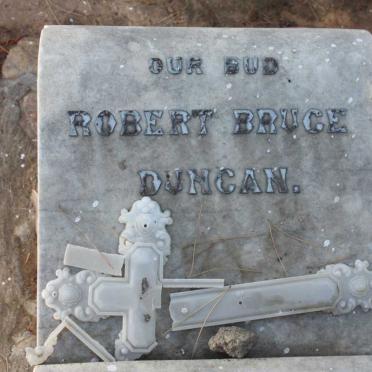 OUR BUD
ROBERT BRUCE
DUNCAN.